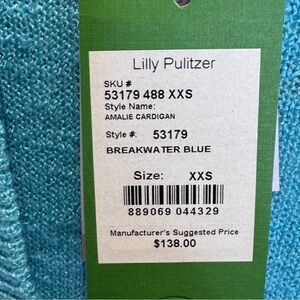 Lilly Pulitzer
SKU #
53179 488 XXS
Style Name:
AMALIE CARDIGAN
Style #: 53179
BREAKWATER BLUE
Size: XXS
889069 044329
Manufacturer's Suggested Price
$138.00